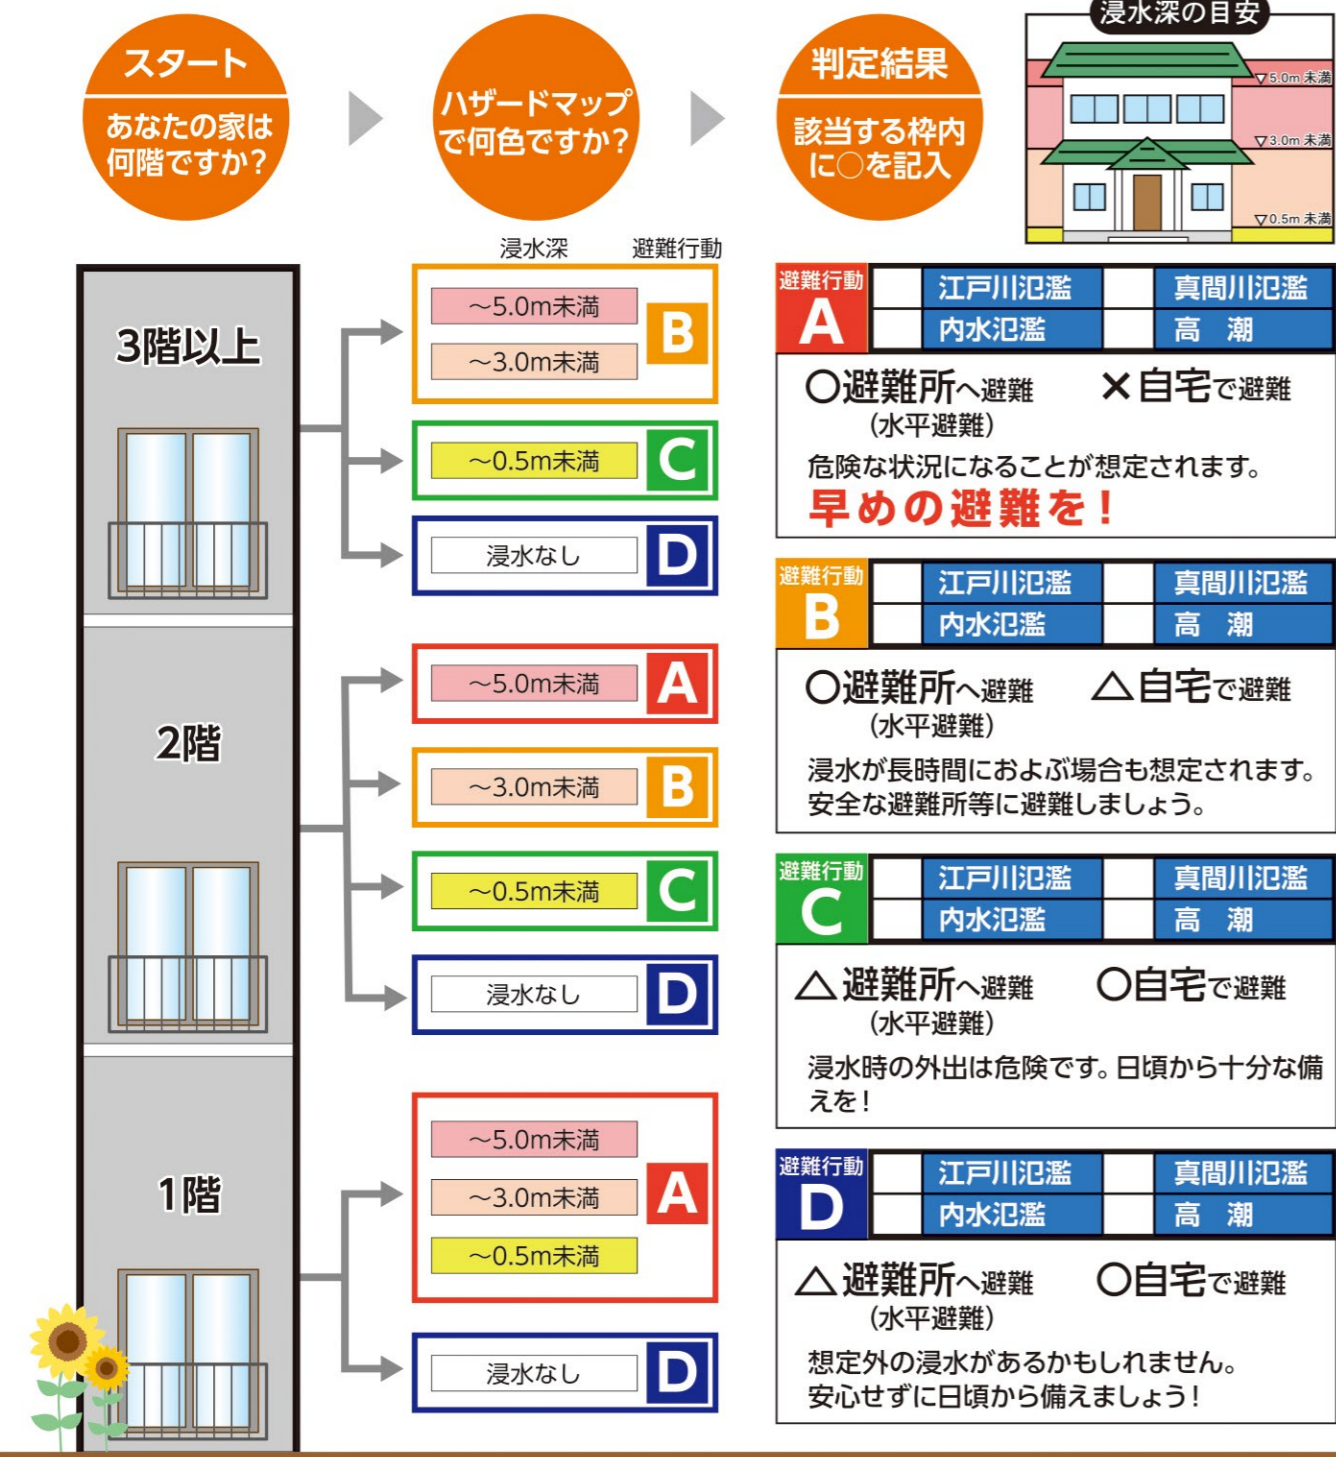 スタート
あなたの家は
何階ですか?
ハザードマップ
で何色ですか?
判定結果
該当する枠内
に○を記入
浸水深の目安
▽5.0m 未満
▽3.0m 未満
▽0.5m 未満
浸水深 避難行動
3階以上
～5.0m未満
～3.0m未満
B
～0.5m未満 C
浸水なし D
2階
～5.0m未満 A
～3.0m未満 B
～0.5m未満 C
浸水なし D
1階
～5.0m未満
～3.0m未満
～0.5m未満
A
浸水なし D
避難行動
A
江戸川氾濫 真間川氾濫
内水氾濫 高 潮
○避難所へ避難 ×自宅で避難
(水平避難)
危険な状況になることが想定されます。
早めの避難を!
避難行動
B
江戸川氾濫 真間川氾濫
内水氾濫 高 潮
○避難所へ避難 △自宅で避難
(水平避難)
浸水が長時間におよぶ場合も想定されます。
安全な避難所等に避難しましょう。
避難行動
C
江戸川氾濫 真間川氾濫
内水氾濫 高 潮
△避難所へ避難 ○自宅で避難
(水平避難)
浸水時の外出は危険です。日頃から十分な備
えを!
避難行動
D
江戸川氾濫 真間川氾濫
内水氾濫 高 潮
△避難所へ避難 ○自宅で避難
(水平避難)
想定外の浸水があるかもしれません。
安心せずに日頃から備えましょう!